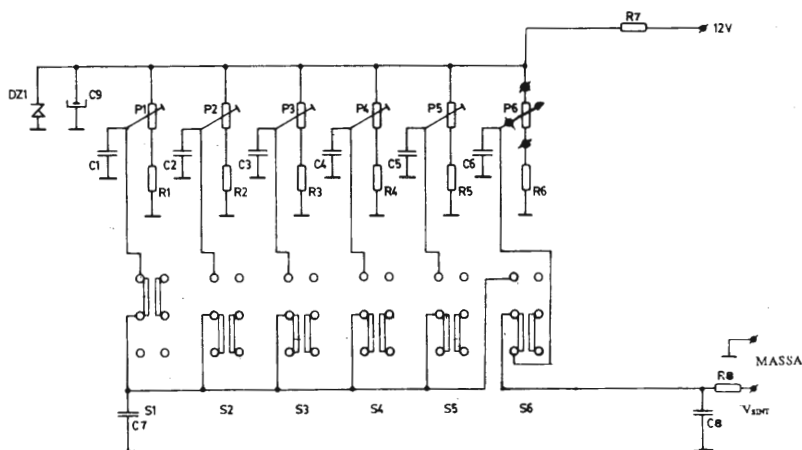 R7
12V
DZ1
C9
P1
P2
P3
P4
P5
P6
C1
C2
C3
C4
C5
C6
R1
R2
R3
R4
R5
R6
MASSA
R8
VSINT
S1
S2
S3
S4
S5
S6
C7
C8